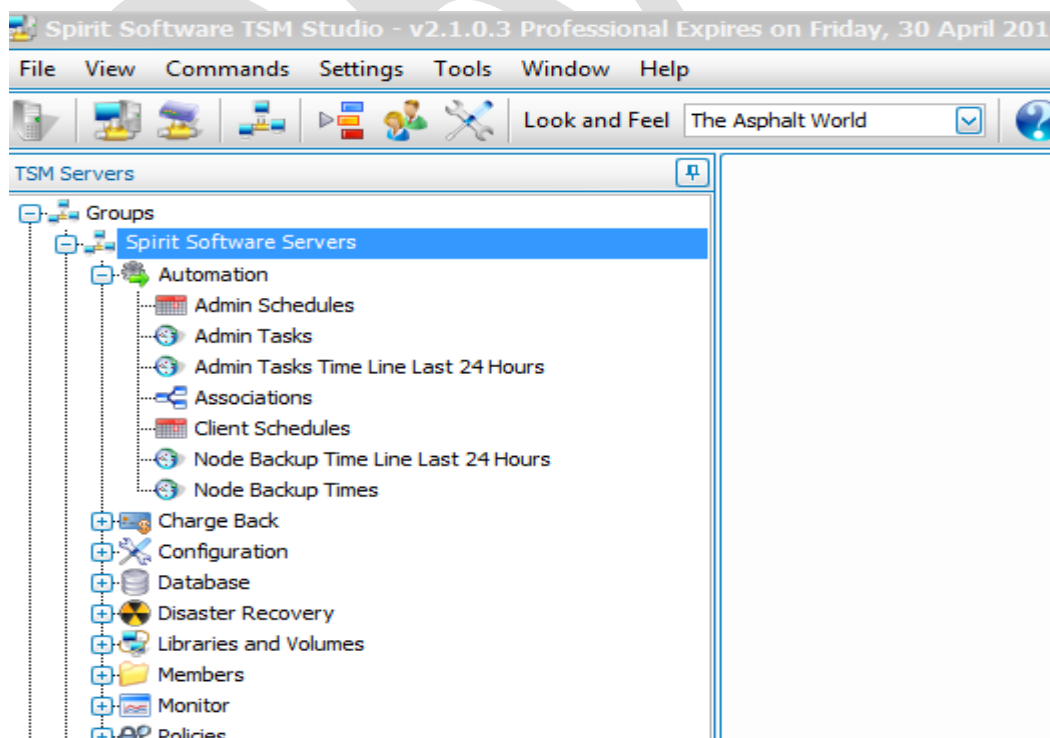 Spirit Software TSM Studio - v2.1.0.3 Professional Expires on Friday, 30 April 201
File View Commands Settings Tools Window Help
Look and Feel The Asphalt World
TSM Servers
Groups
Spirit Software Servers
Automation
Admin Schedules
Admin Tasks
Admin Tasks Time Line Last 24 Hours
Associations
Client Schedules
Node Backup Time Line Last 24 Hours
Node Backup Times
Charge Back
Configuration
Database
Disaster Recovery
Libraries and Volumes
Members
Monitor
Policies